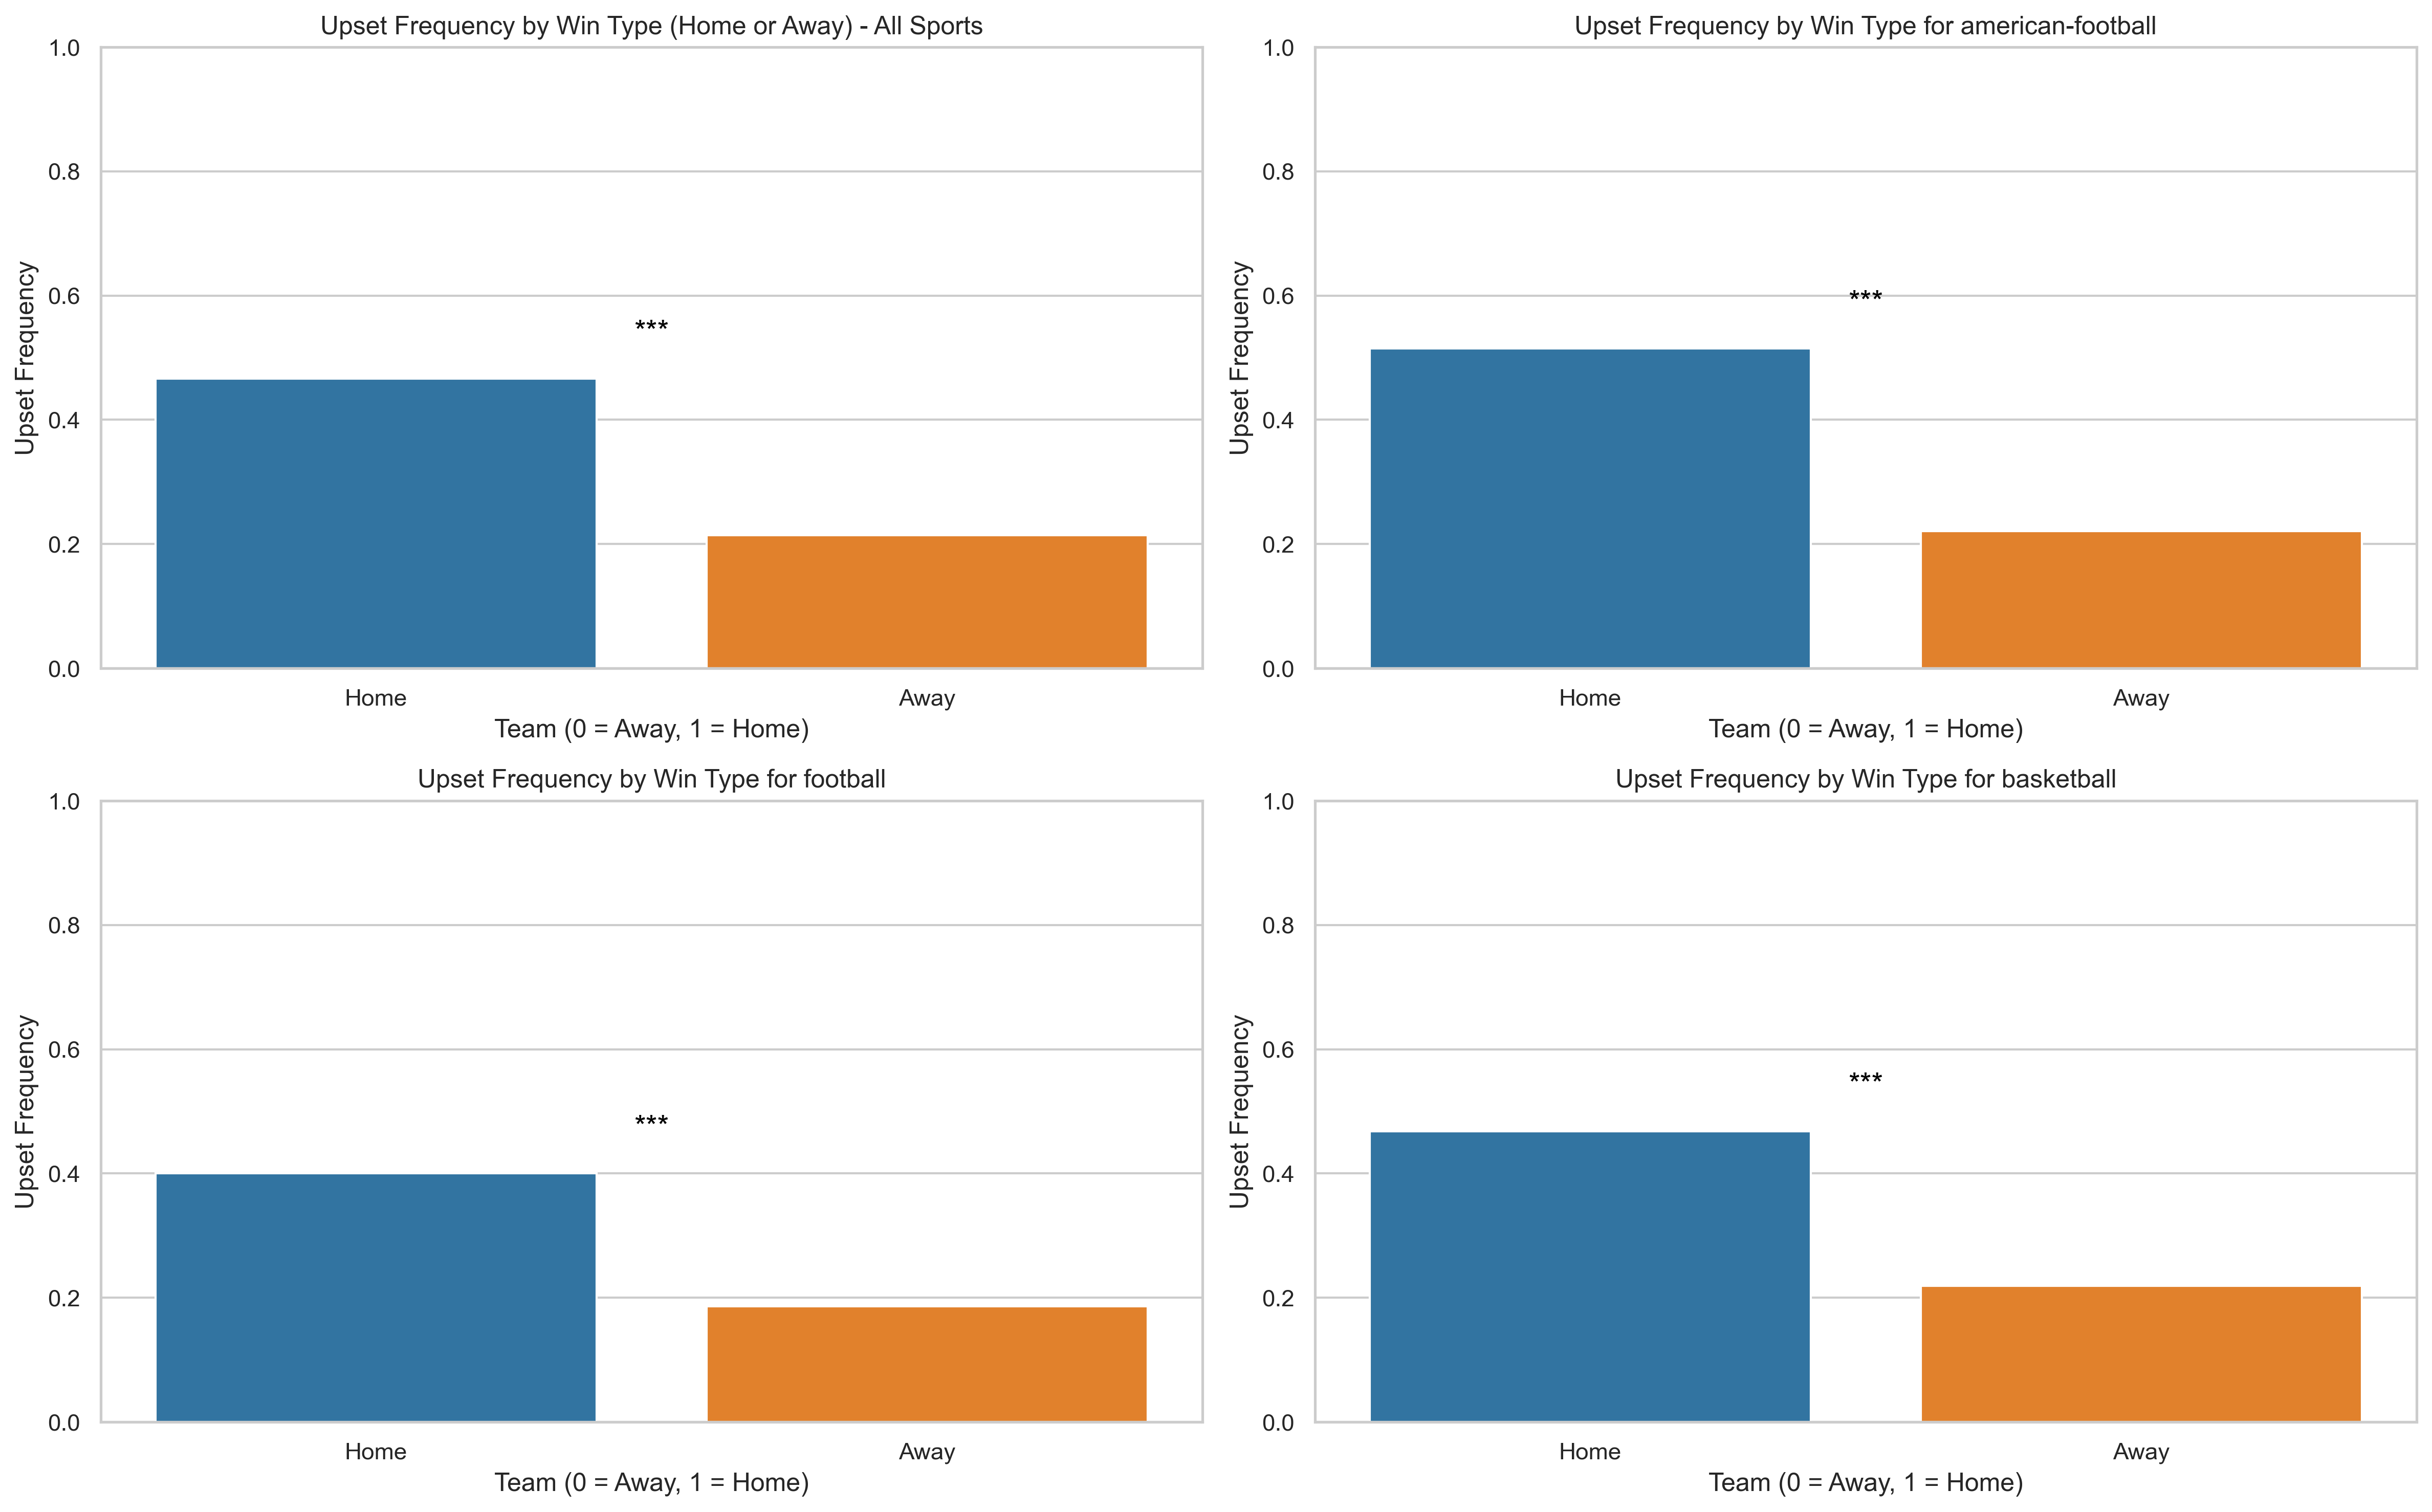 Upset Frequency by Win Type (Home or Away) - All Sports
Upset Frequency
1.0
0.8
0.6
0.4
0.2
0.0
***
Home
Away
Team (0 = Away, 1 = Home)
Upset Frequency by Win Type for american-football
Upset Frequency
1.0
0.8
0.6
0.4
0.2
0.0
***
Home
Away
Team (0 = Away, 1 = Home)
Upset Frequency by Win Type for football
Upset Frequency
1.0
0.8
0.6
0.4
0.2
0.0
***
Home
Away
Team (0 = Away, 1 = Home)
Upset Frequency by Win Type for basketball
Upset Frequency
1.0
0.8
0.6
0.4
0.2
0.0
***
Home
Away
Team (0 = Away, 1 = Home)